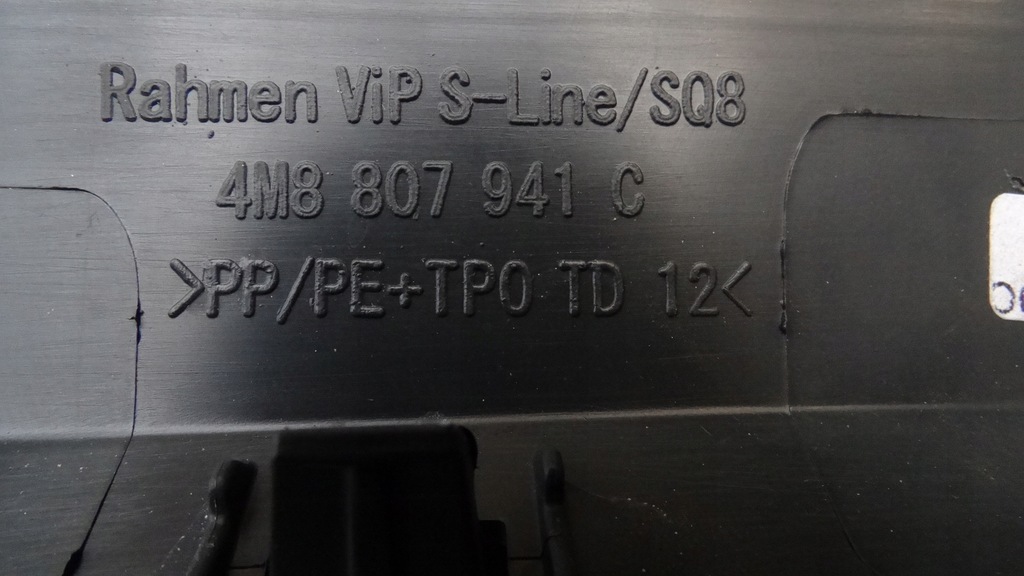 Rahmen ViP S-Line/SQ8
4M8 807 941 C
>PP/PE+TPO TD 12<